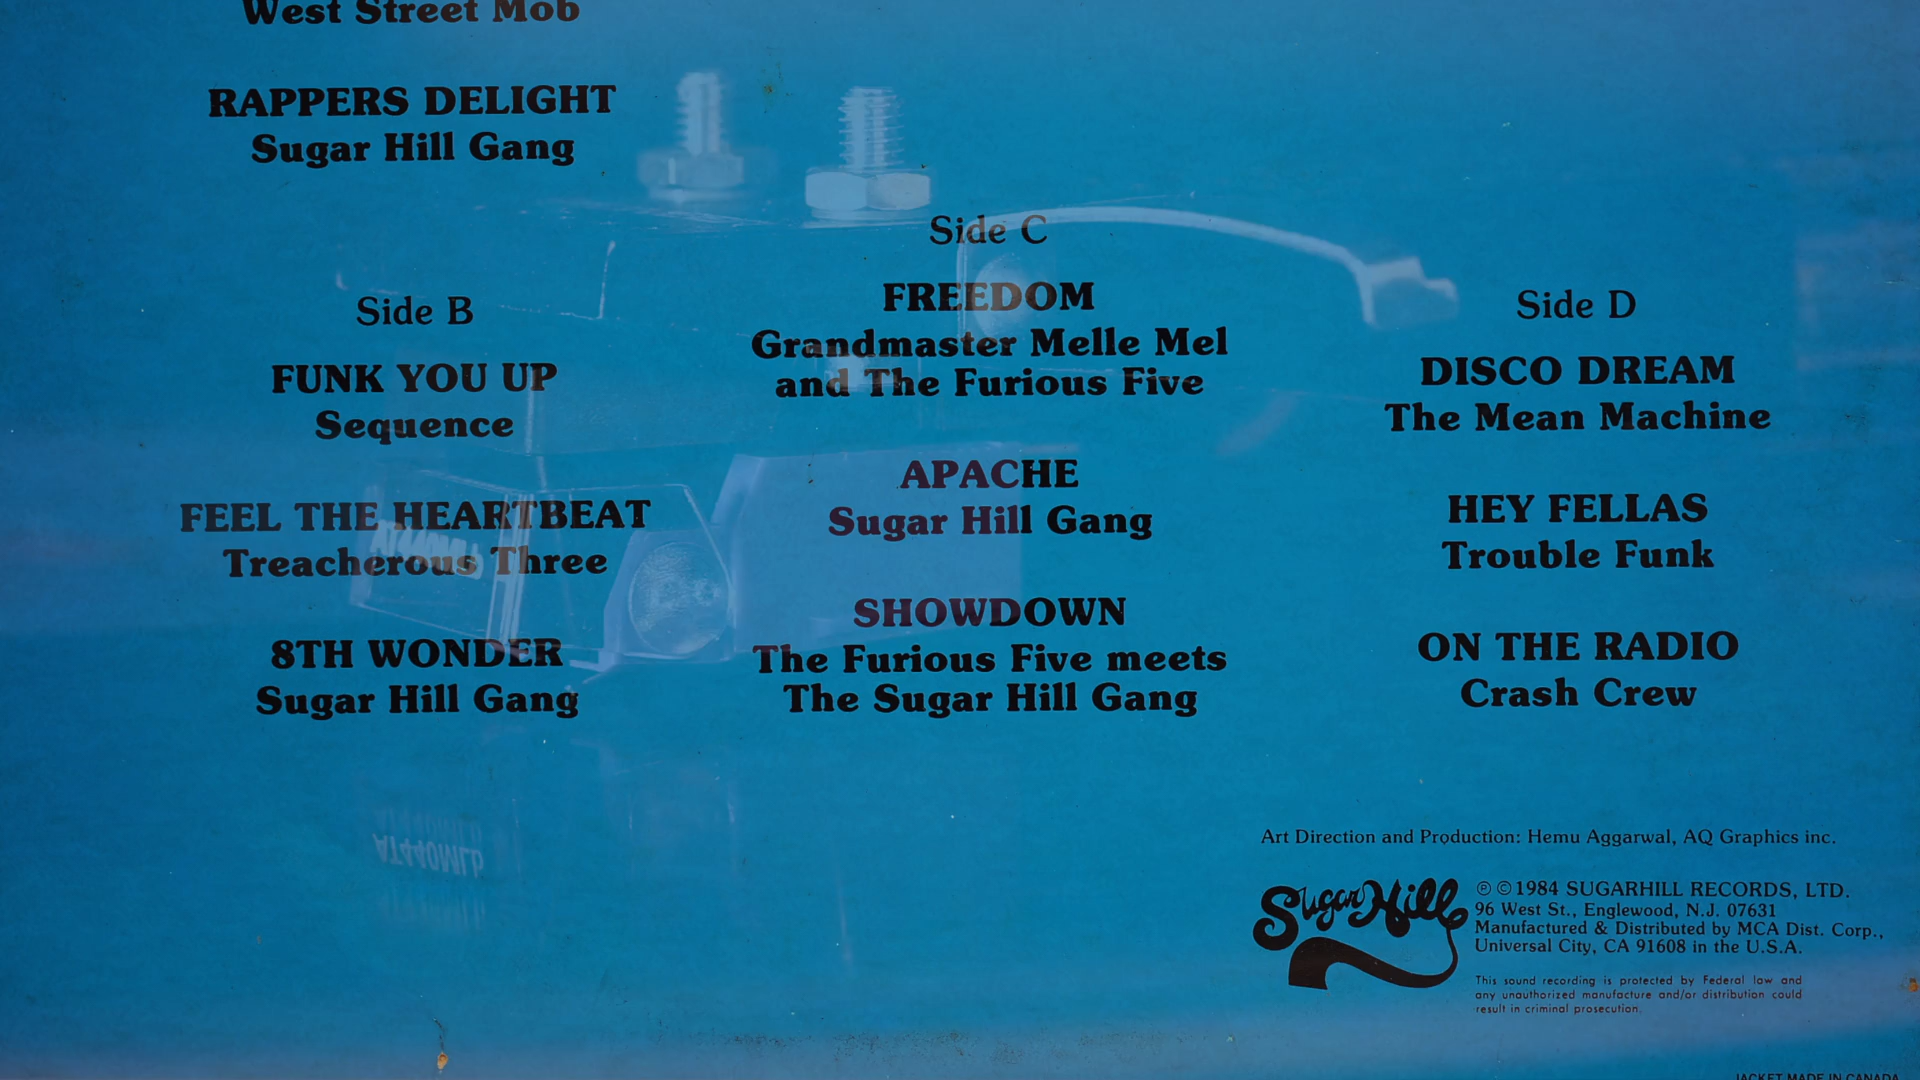 West Street Mob
RAPPERS DELIGHT
Sugar Hill Gang
Side B
FUNK YOU UP
Sequence
FEEL THE HEARTBEAT
Treacherous Three
8TH WONDER
Sugar Hill Gang
Side C
FREEDOM
Grandmaster Melle Mel
and The Furious Five
APACHE
Sugar Hill Gang
SHOWDOWN
The Furious Five meets
The Sugar Hill Gang
Side D
DISCO DREAM
The Mean Machine
HEY FELLAS
Trouble Funk
ON THE RADIO
Crash Crew
AT440MLb
Art Direction and Production: Hemu Aggarwal, AQ Graphics inc.
Sugar Hill
℗ © 1984 SUGARHILL RECORDS, LTD.
96 West St., Englewood, N.J. 07631
Manufactured & Distributed by MCA Dist. Corp.,
Universal City, CA 91608 in the U.S.A.
This sound recording is protected by Federal law and
any unauthorized manufacture and/or distribution could
result in criminal prosecution.
JACKET MADE IN CANADA